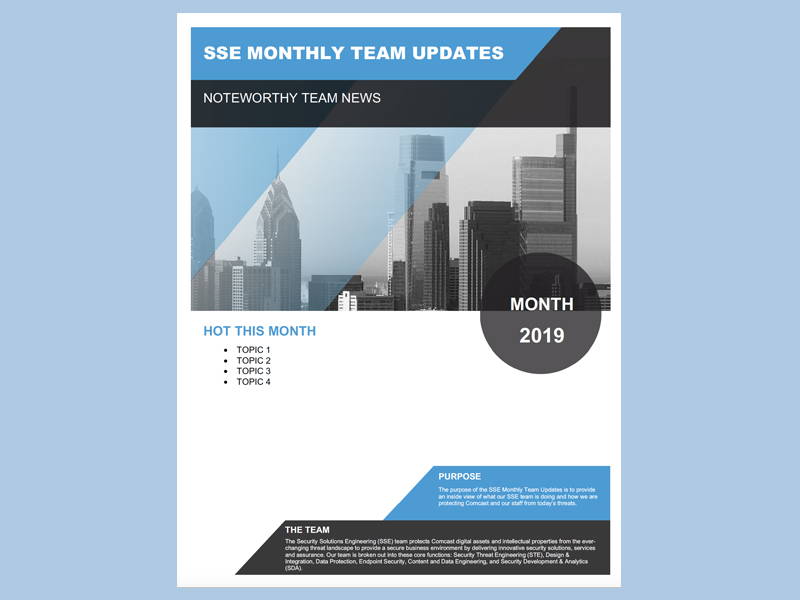 SSE MONTHLY TEAM UPDATES
NOTEWORTHY TEAM NEWS
MONTH
2019
HOT THIS MONTH
• TOPIC 1
• TOPIC 2
• TOPIC 3
• TOPIC 4
PURPOSE
The purpose of the SSE Monthly Team Updates is to provide
an inside view of what our SSE team is doing and how we are
protecting Comcast and our staff from today's threats.
THE TEAM
The Security Solutions Engineering (SSE) team protects Comcast digital assets and intellectual properties from the ever-
changing threat landscape to provide a secure business environment by delivering innovative security solutions, services
and assurance. Our team is broken out into these core functions: Security Threat Engineering (STE), Design &
Integration, Data Protection, Endpoint Security, Content and Data Engineering, and Security Development & Analytics
(SDA).